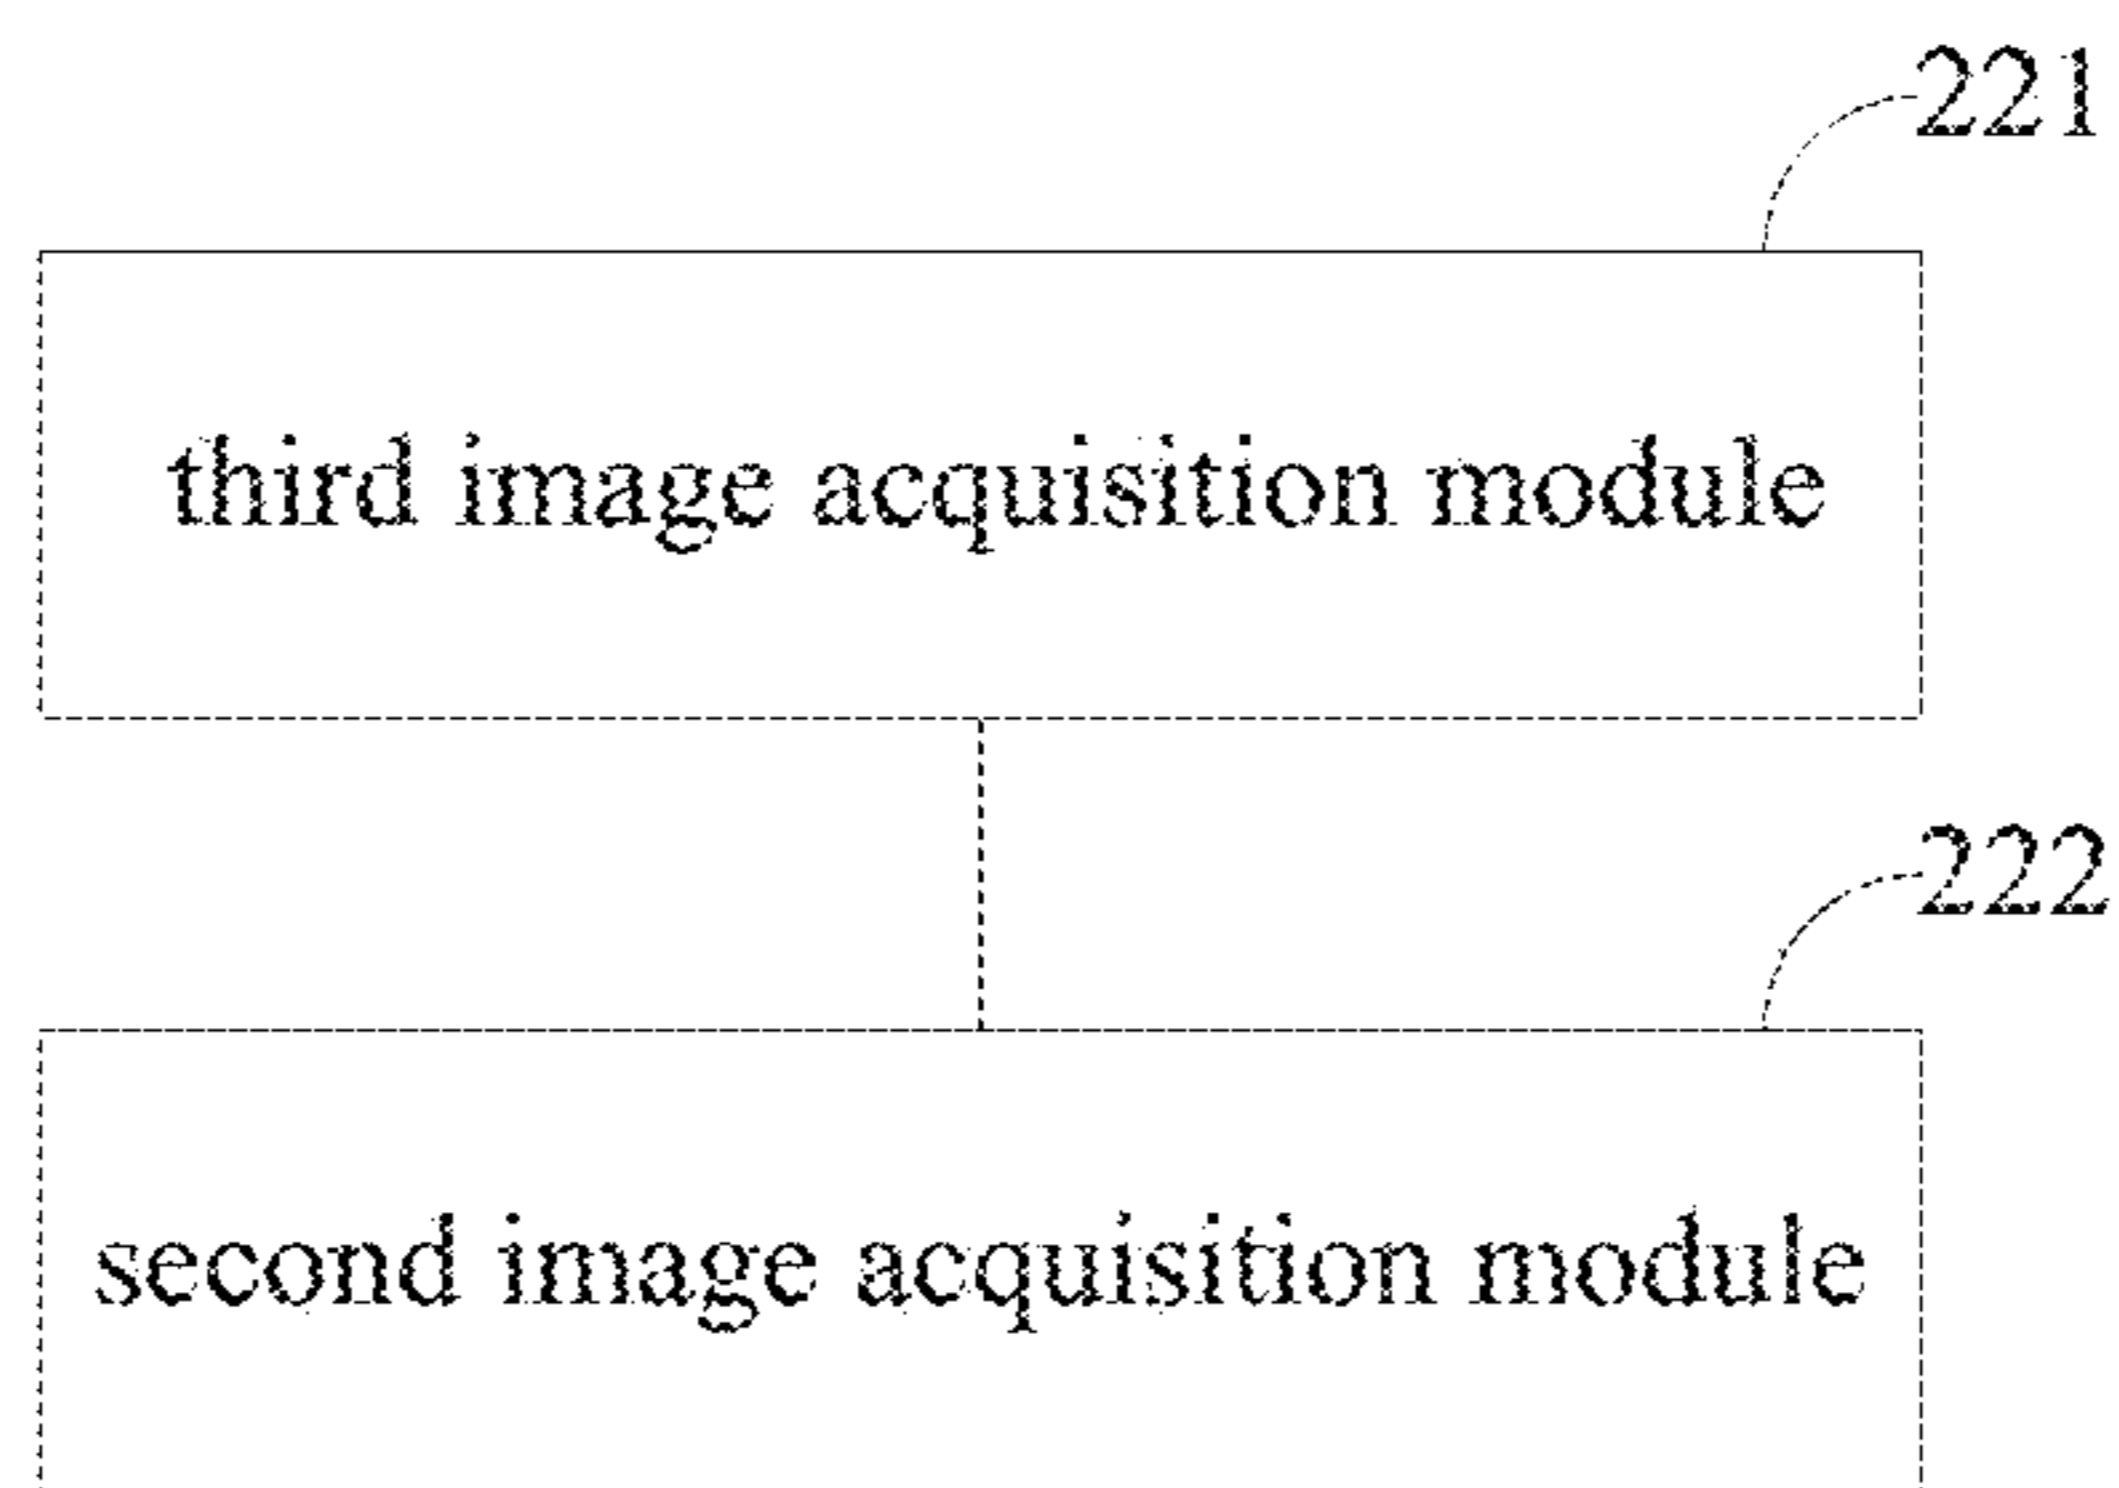 221
third image acquisition module
222
second image acquisition module